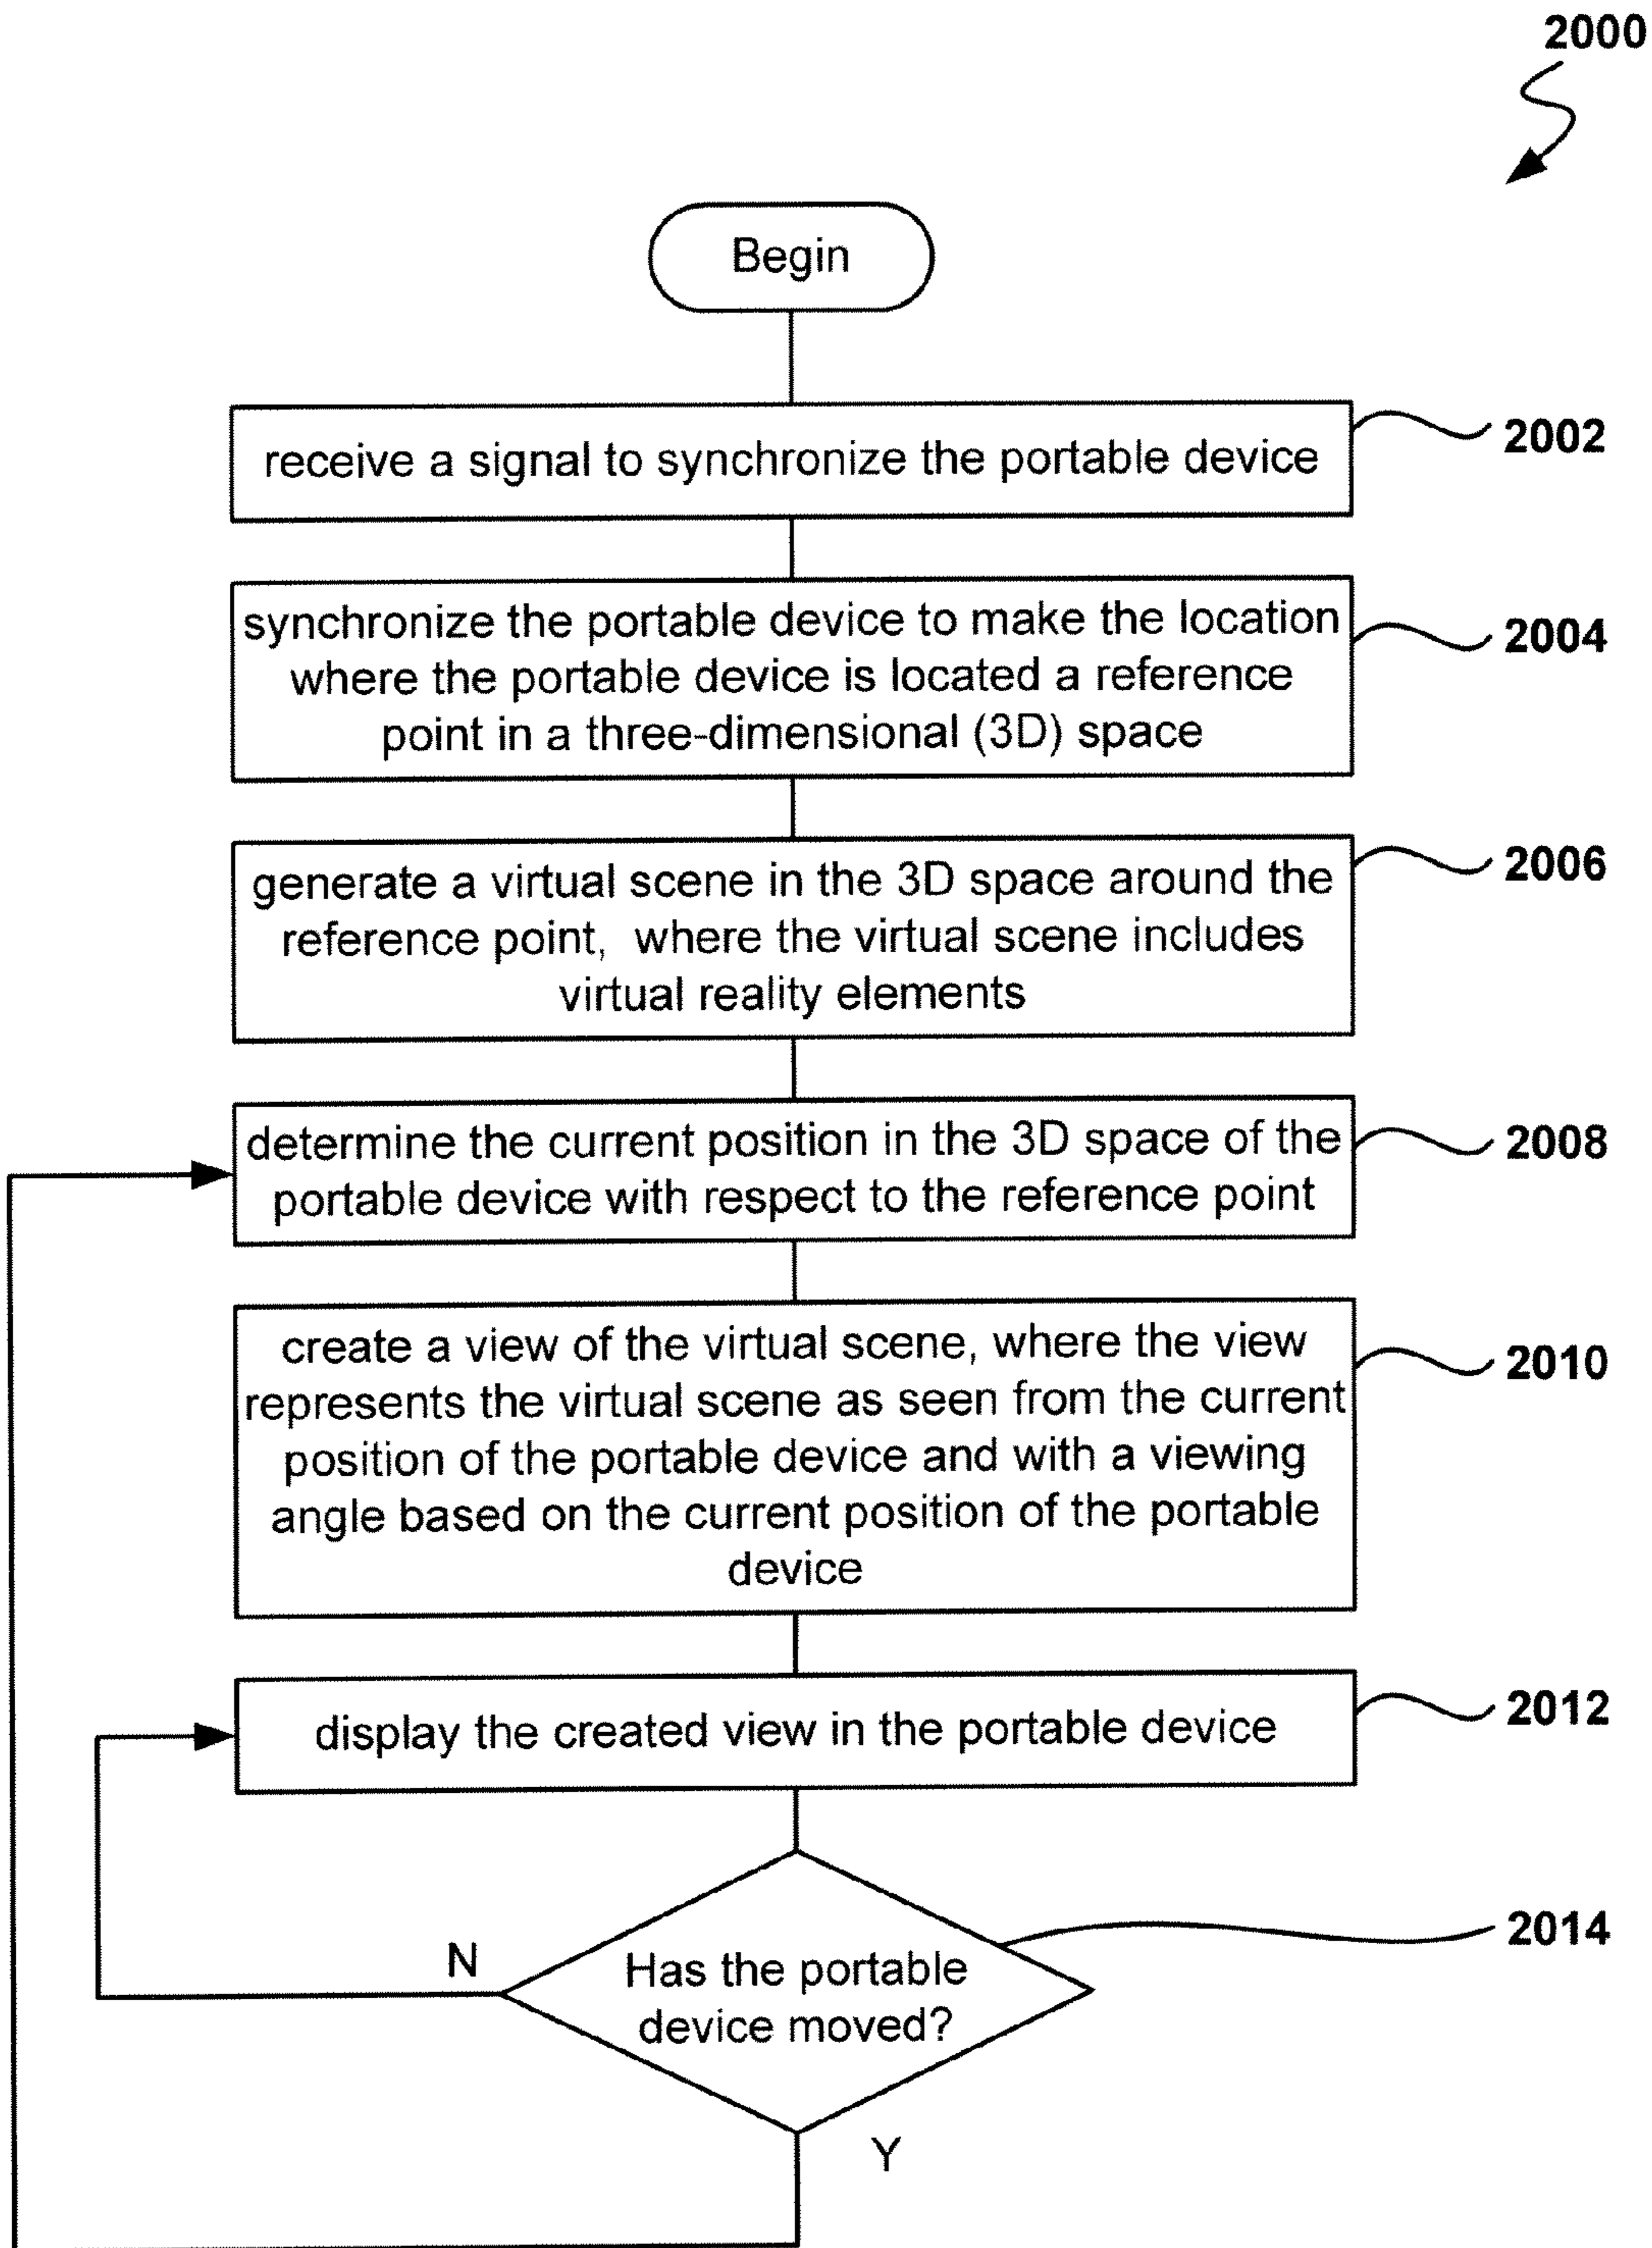 2000
Begin
receive a signal to synchronize the portable device
2002
synchronize the portable device to make the location
where the portable device is located a reference
point in a three-dimensional (3D) space
2004
generate a virtual scene in the 3D space around the
reference point, where the virtual scene includes
virtual reality elements
2006
determine the current position in the 3D space of the
portable device with respect to the reference point
2008
create a view of the virtual scene, where the view
represents the virtual scene as seen from the current
position of the portable device and with a viewing
angle based on the current position of the portable
device
2010
display the created view in the portable device
2012
Has the portable
device moved?
2014
N
Y